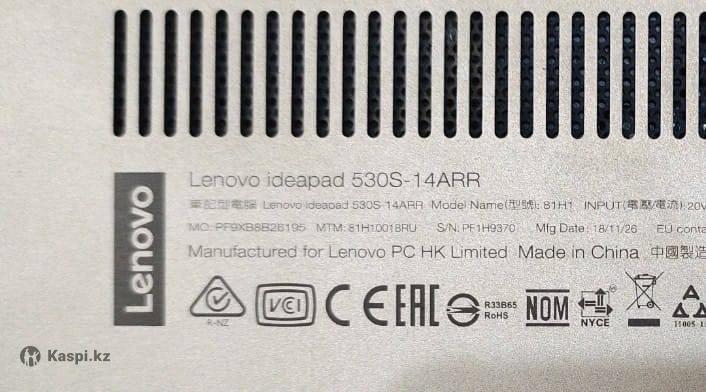 Lenovo
Lenovo ideapad 530S-14ARR
筆記型電腦 Lenovo ideapad 530S-14ARR Model Name(型號): 81H1 INPUT(電壓/電流): 20V
MO: PF9XB8B26195 MTM: 81H10018RU S/N: PF1H9370 Mfg Date: 18/11/26 EU conta
Manufactured for Lenovo PC HK Limited Made in China 中國製造
R-NZ
VCI
CE
EAC
R33B65
RoHS
NOM
NYCE
Kaspi.kz